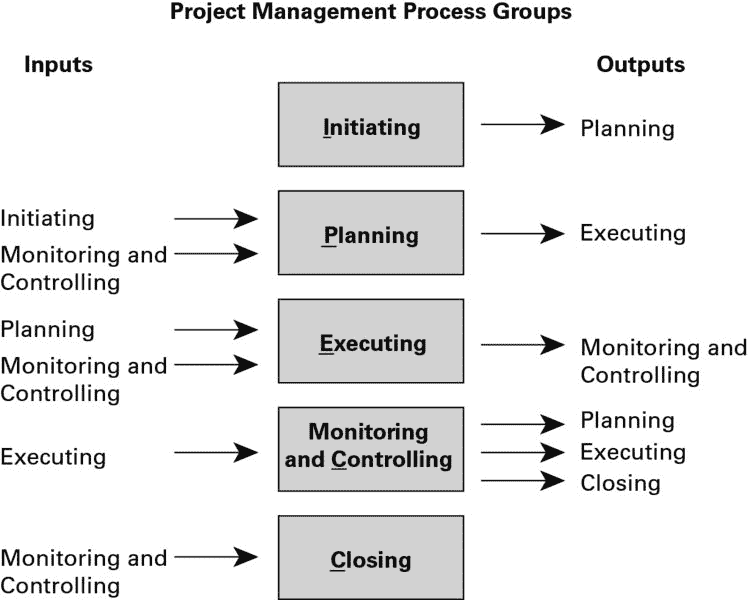 Project Management Process Groups
Inputs
Outputs
Initiating
Planning
Initiating
Monitoring and
Controlling
Planning
Executing
Planning
Monitoring and
Controlling
Executing
Monitoring and
Controlling
Executing
Monitoring
and Controlling
Planning
Executing
Closing
Monitoring and
Controlling
Closing